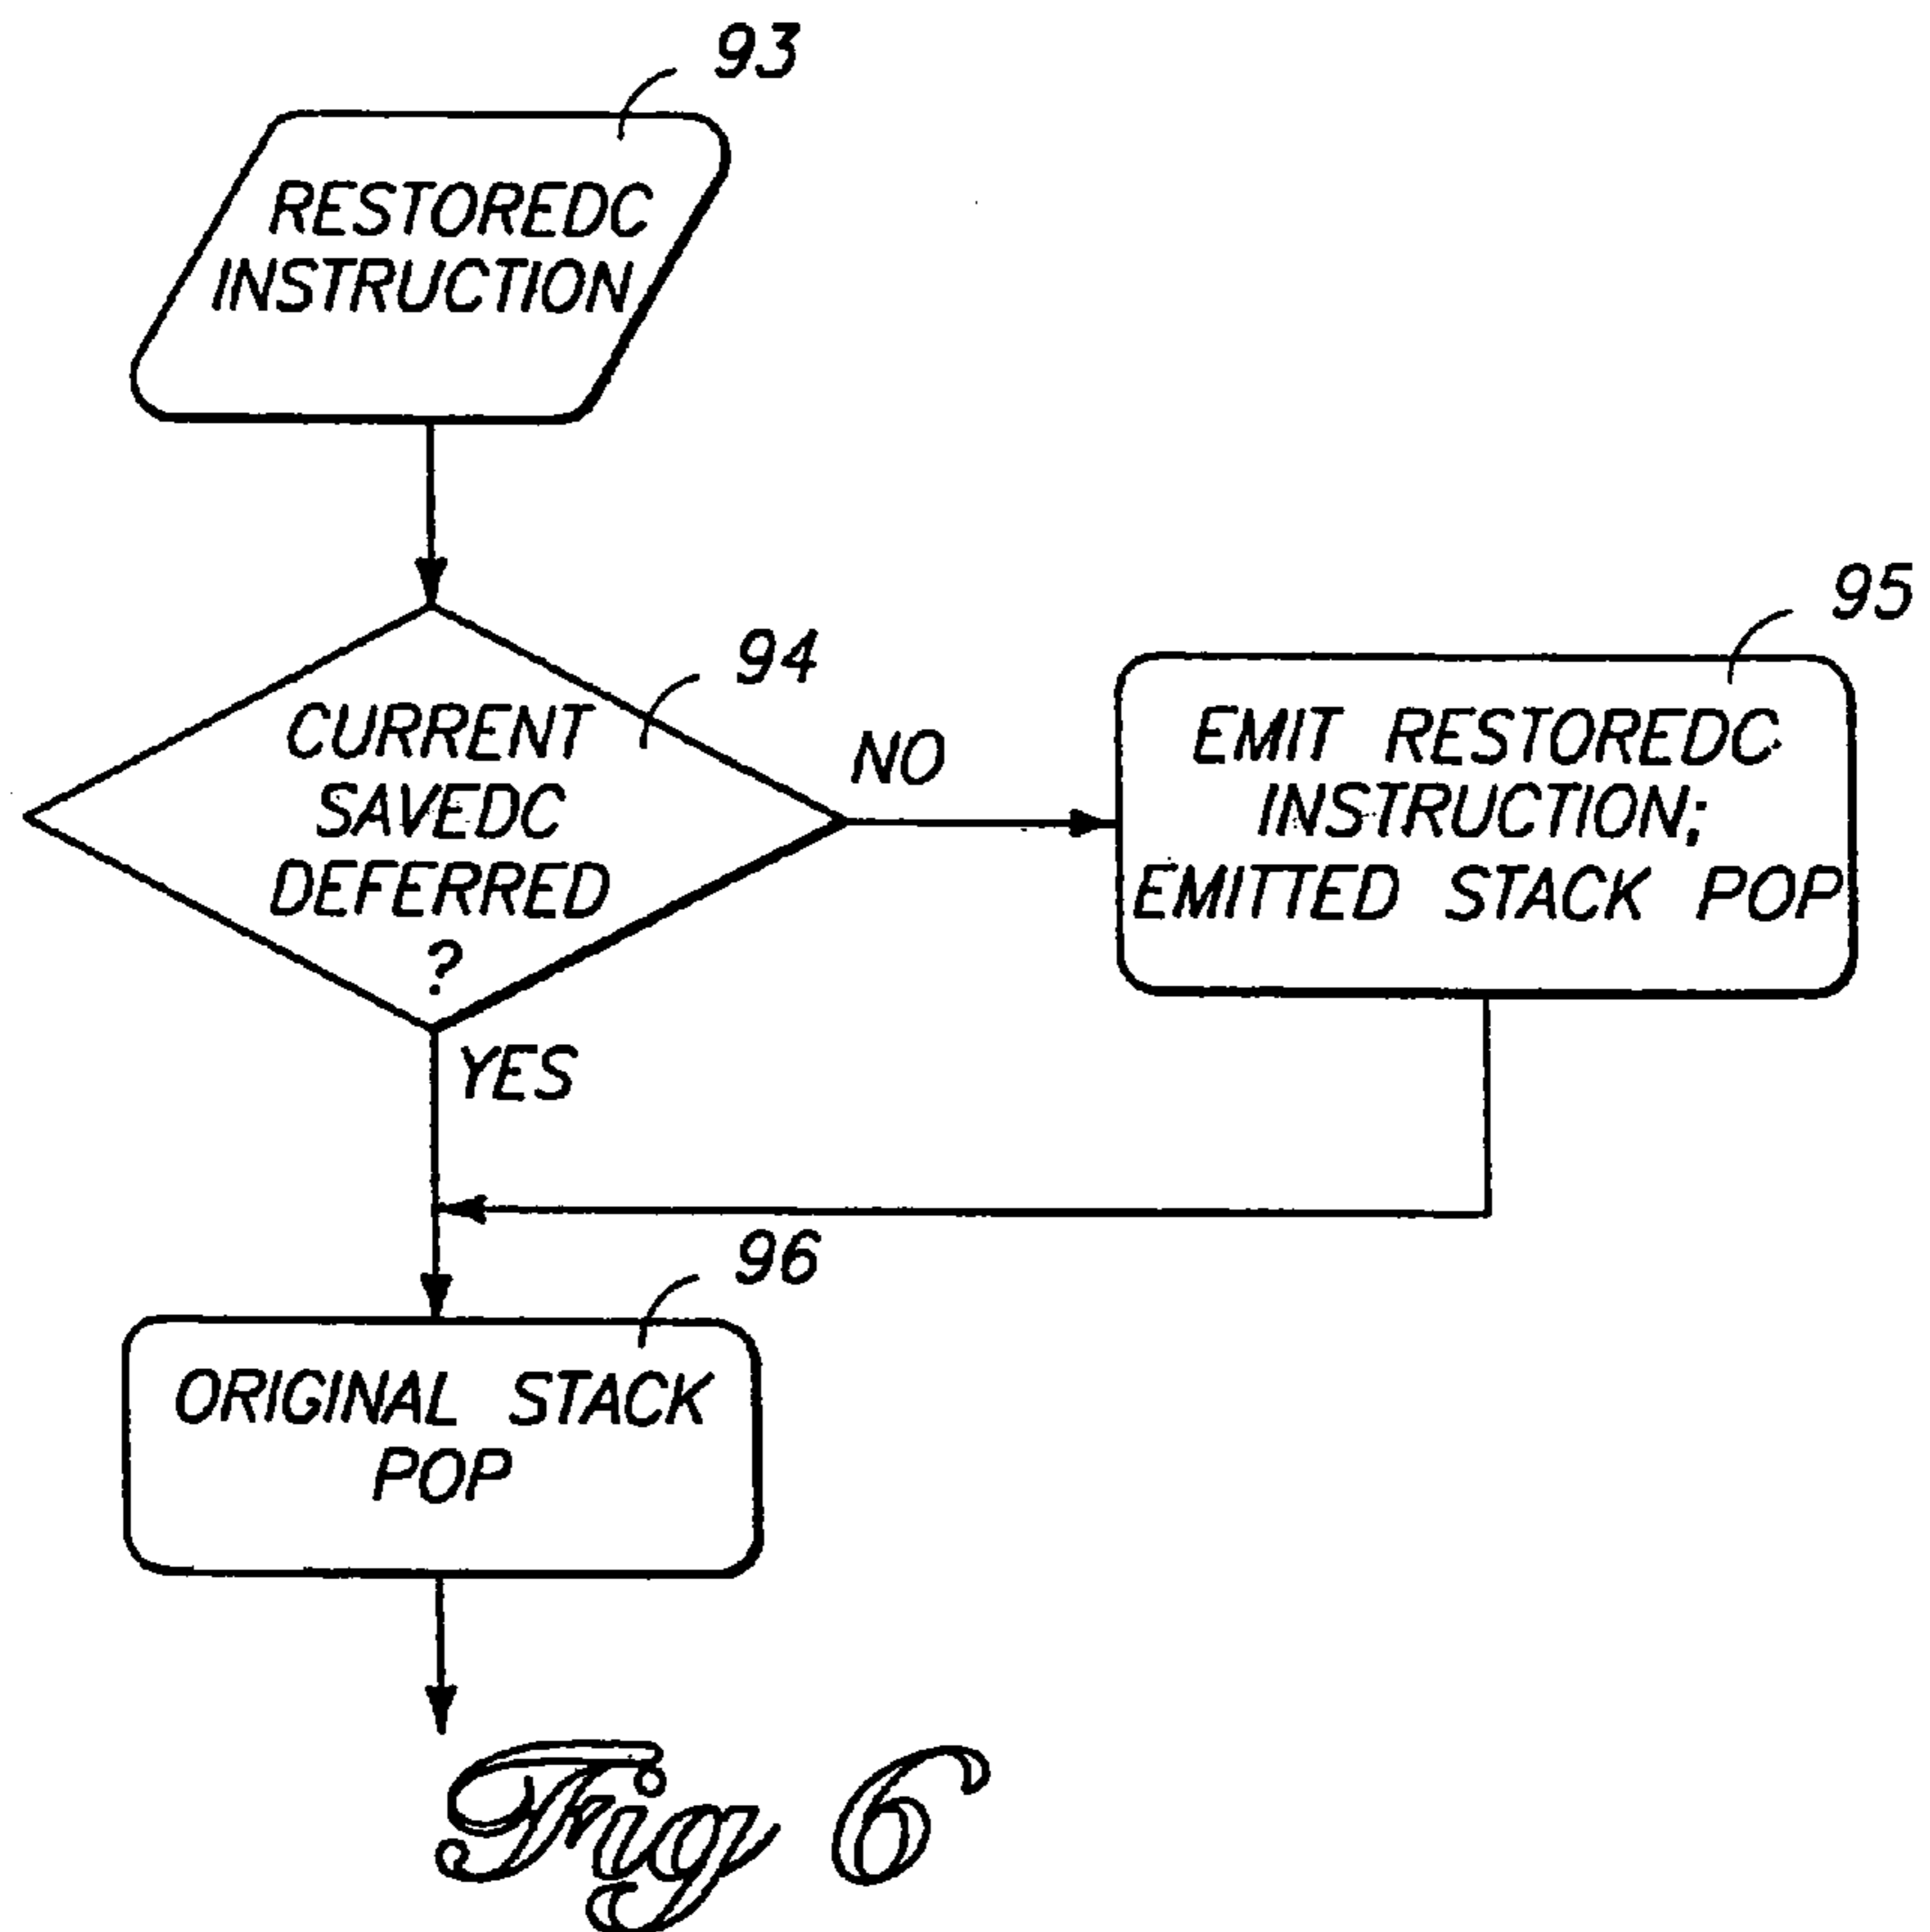 93
RESTOREDC
INSTRUCTION
94
CURRENT
SAVEDC
DEFERRED
?
NO
95
EMIT RESTOREDC
INSTRUCTION;
EMITTED STACK POP
YES
96
ORIGINAL STACK
POP
Fig 6